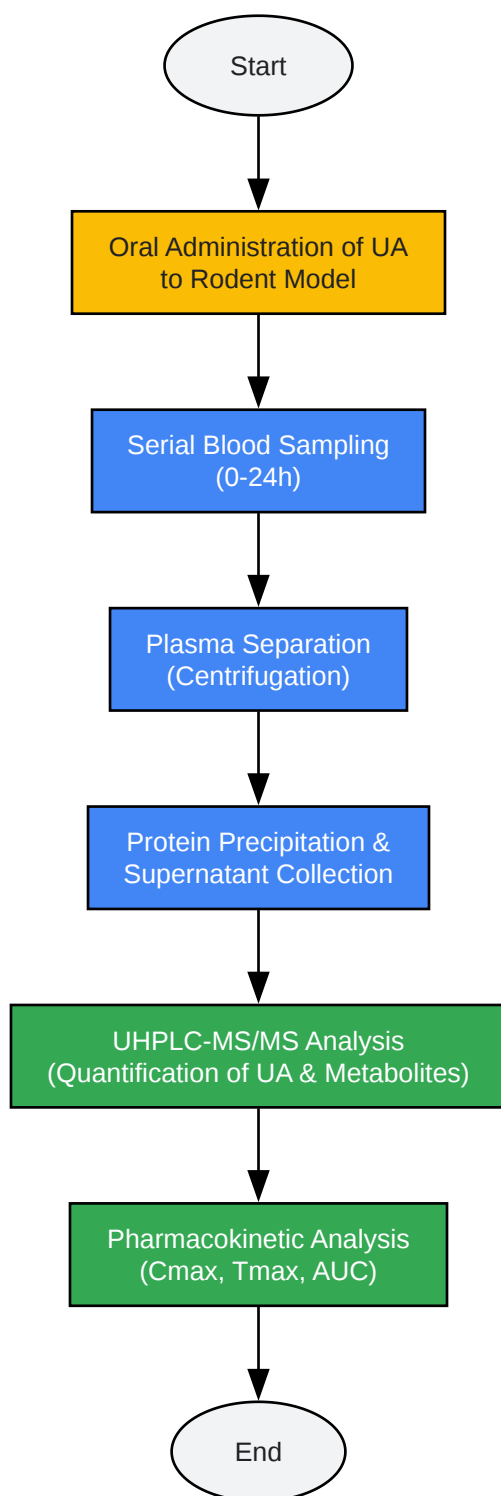 Start
Oral Administration of UA
to Rodent Model
Serial Blood Sampling
(0-24h)
Plasma Separation
(Centrifugation)
Protein Precipitation &
Supernatant Collection
UHPLC-MS/MS Analysis
(Quantification of UA & Metabolites)
Pharmacokinetic Analysis
(Cmax, Tmax, AUC)
End